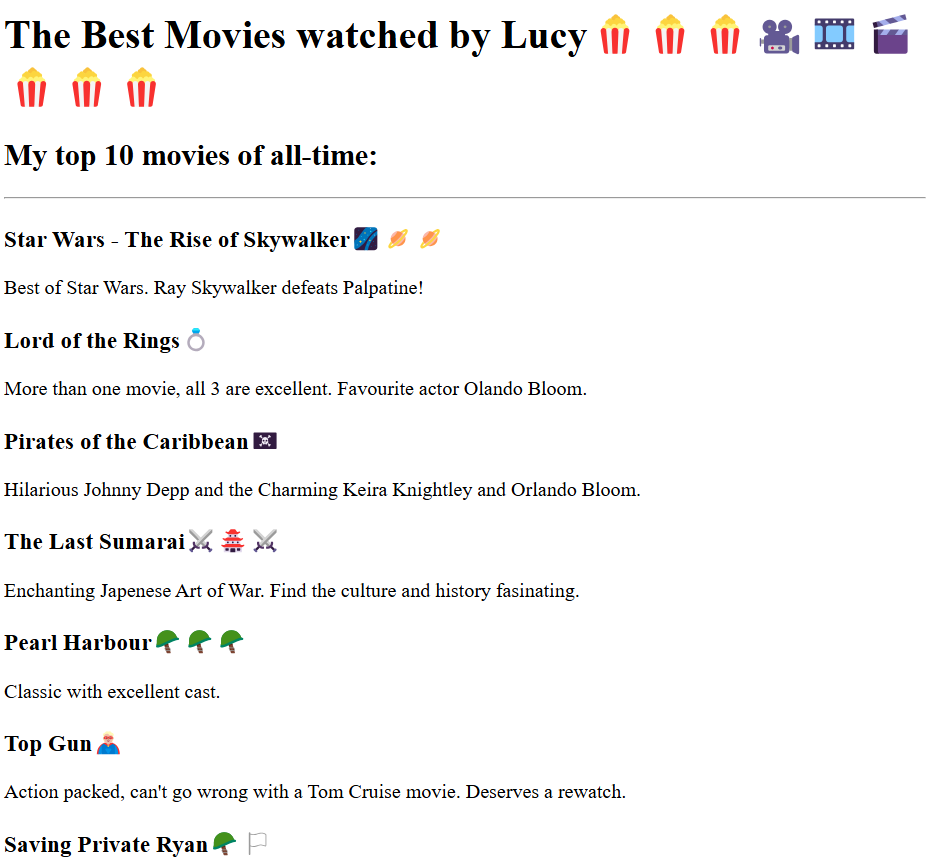 The Best Movies watched by Lucy 🍿 🍿 🍿 🎥 🎞️ 🎬
🍿 🍿 🍿
My top 10 movies of all-time:
Star Wars - The Rise of Skywalker🌌 🪐 🪐
Best of Star Wars. Ray Skywalker defeats Palpatine!
Lord of the Rings 💍
More than one movie, all 3 are excellent. Favourite actor Olando Bloom.
Pirates of the Caribbean 🏴‍☠️
Hilarious Johnny Depp and the Charming Keira Knightley and Orlando Bloom.
The Last Sumarai⚔️ 🏯 ⚔️
Enchanting Japenese Art of War. Find the culture and history fasinating.
Pearl Harbour🪖 🪖 🪖
Classic with excellent cast.
Top Gun 🦸
Action packed, can't go wrong with a Tom Cruise movie. Deserves a rewatch.
Saving Private Ryan🪖 🏳️